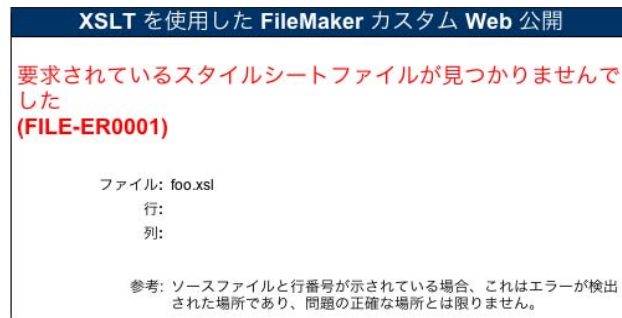 XSLT を使用した FileMaker カスタム Web 公開
要求されているスタイルシートファイルが見つかりませんで
した
(FILE-ER0001)
ファイル: foo.xsl
行:
列:
参考: ソースファイルと行番号が示されている場合、これはエラーが検出
された場所であり、問題の正確な場所とは限りません。